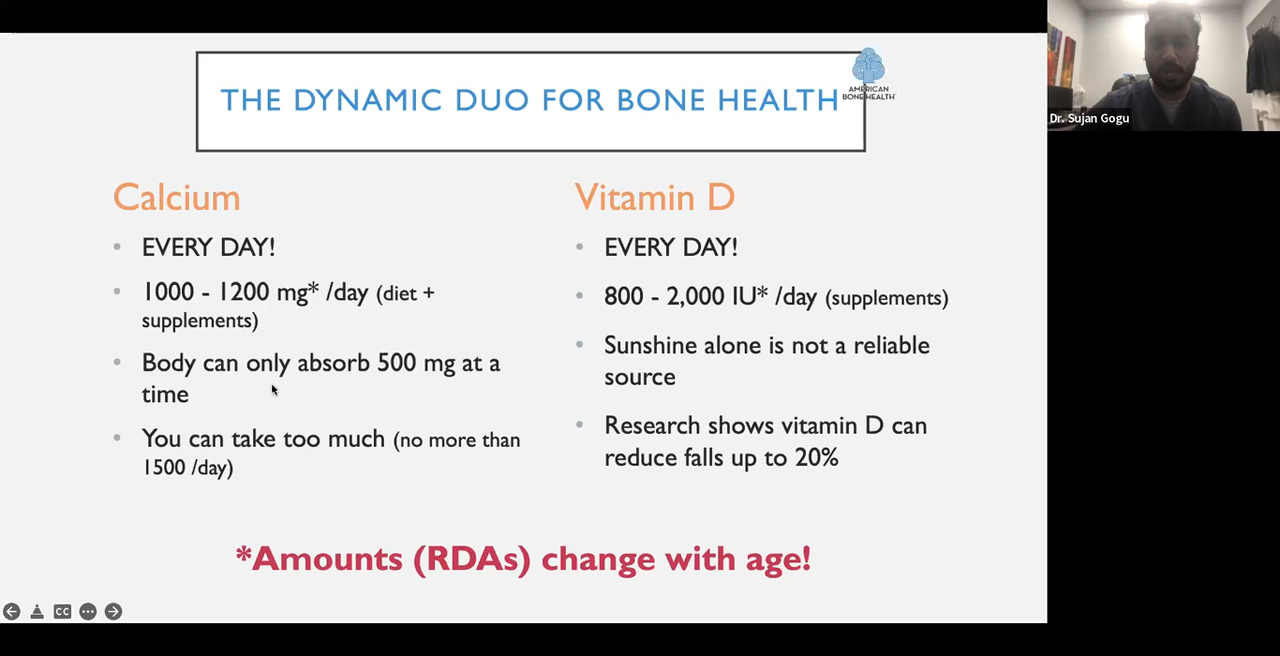 THE DYNAMIC DUO FOR BONE HEALTH
AMERICAN
BONE HEALTH
Dr. Sujan Gogu
Calcium
• EVERY DAY!
• 1000 - 1200 mg* /day (diet +
supplements)
• Body can only absorb 500 mg at a
time
• You can take too much (no more than
1500 /day)
Vitamin D
• EVERY DAY!
• 800 - 2,000 IU* /day (supplements)
• Sunshine alone is not a reliable
source
• Research shows vitamin D can
reduce falls up to 20%
*Amounts (RDAs) change with age!
CC